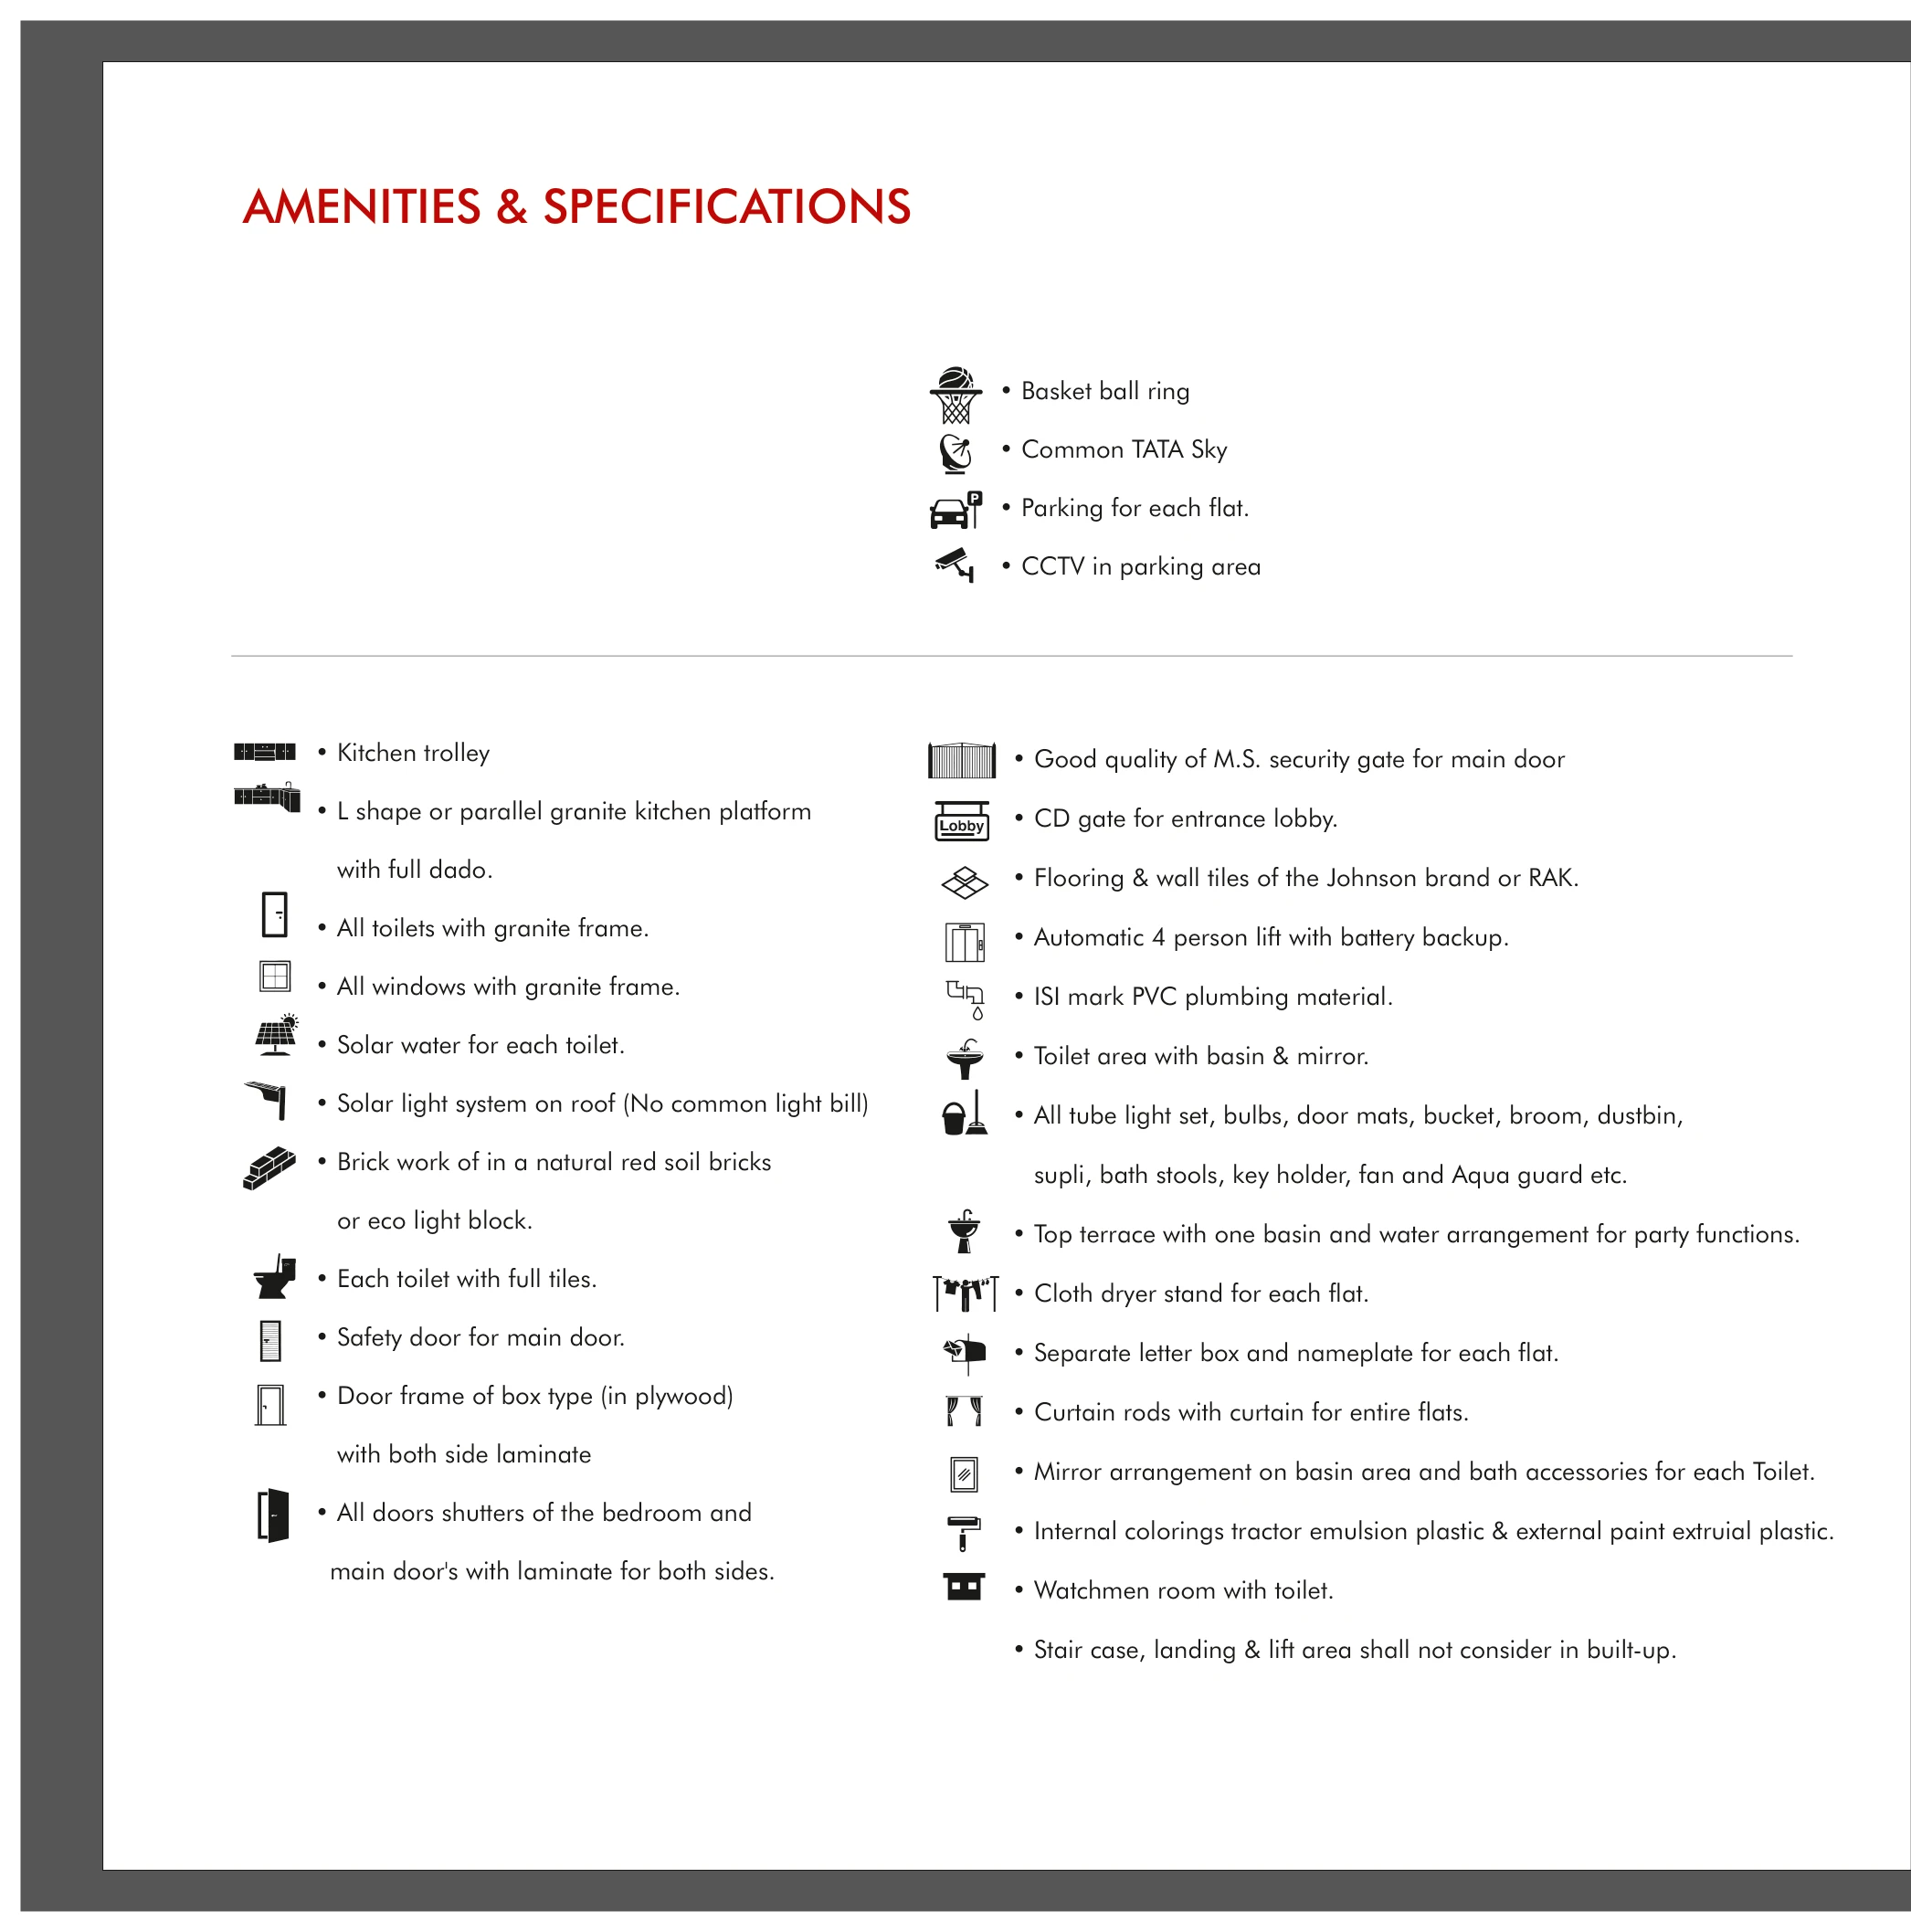 AMENITIES & SPECIFICATIONS
• Basket ball ring
• Common TATA Sky
P
• Parking for each flat.
• CCTV in parking area
• Kitchen trolley
• L shape or parallel granite kitchen platform
with full dado.
• All toilets with granite frame.
• All windows with granite frame.
• Solar water for each toilet.
• Solar light system on roof (No common light bill)
• Brick work of in a natural red soil bricks
or eco light block.
• Each toilet with full tiles.
• Safety door for main door.
• Door frame of box type (in plywood)
with both side laminate
• All doors shutters of the bedroom and
main door's with laminate for both sides.
• Good quality of M.S. security gate for main door
Lobby
• CD gate for entrance lobby.
• Flooring & wall tiles of the Johnson brand or RAK.
• Automatic 4 person lift with battery backup.
• ISI mark PVC plumbing material.
• Toilet area with basin & mirror.
• All tube light set, bulbs, door mats, bucket, broom, dustbin,
supli, bath stools, key holder, fan and Aqua guard etc.
• Top terrace with one basin and water arrangement for party functions.
• Cloth dryer stand for each flat.
• Separate letter box and nameplate for each flat.
• Curtain rods with curtain for entire flats.
• Mirror arrangement on basin area and bath accessories for each Toilet.
• Internal colorings tractor emulsion plastic & external paint extruial plastic.
• Watchmen room with toilet.
• Stair case, landing & lift area shall not consider in built-up.